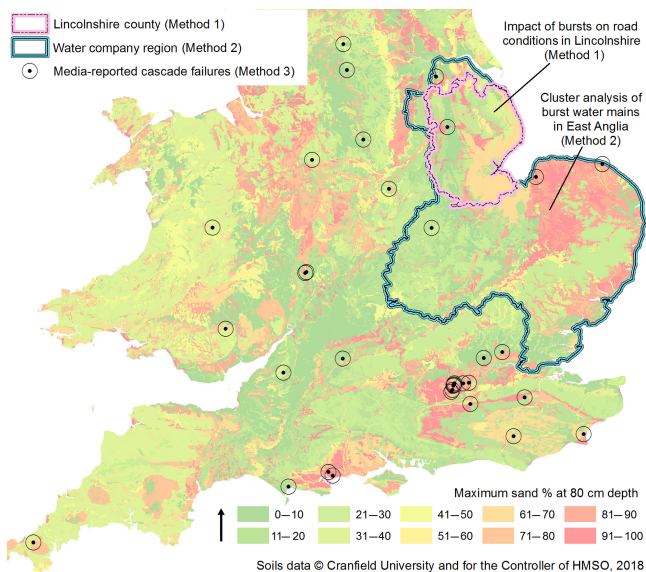 Lincolnshire county (Method 1)
Water company region (Method 2)
Media-reported cascade failures (Method 3)
Impact of bursts on road
conditions in Lincolnshire
(Method 1)
Cluster analysis of
burst water mains
in East Anglia
(Method 2)
Maximum sand % at 80 cm depth
0—10 21—30 41—50 61—70 81—90
11—20 31—40 51—60 71—80 91—100
Soils data © Cranfield University and for the Controller of HMSO, 2018